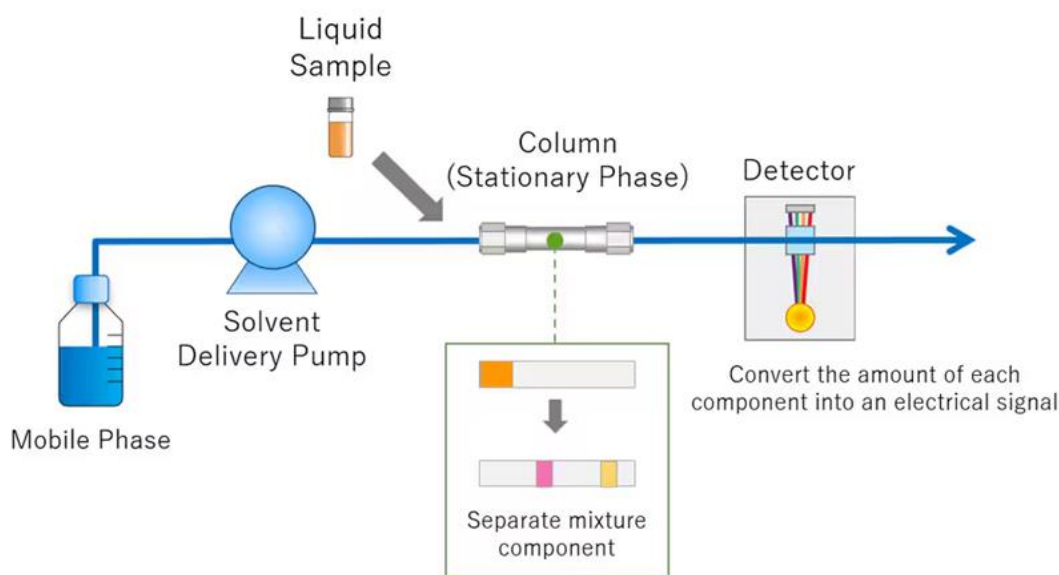 Liquid
Sample
Column
(Stationary Phase)
Detector
Solvent
Delivery Pump
Mobile Phase
Convert the amount of each
component into an electrical signal
Separate mixture
component